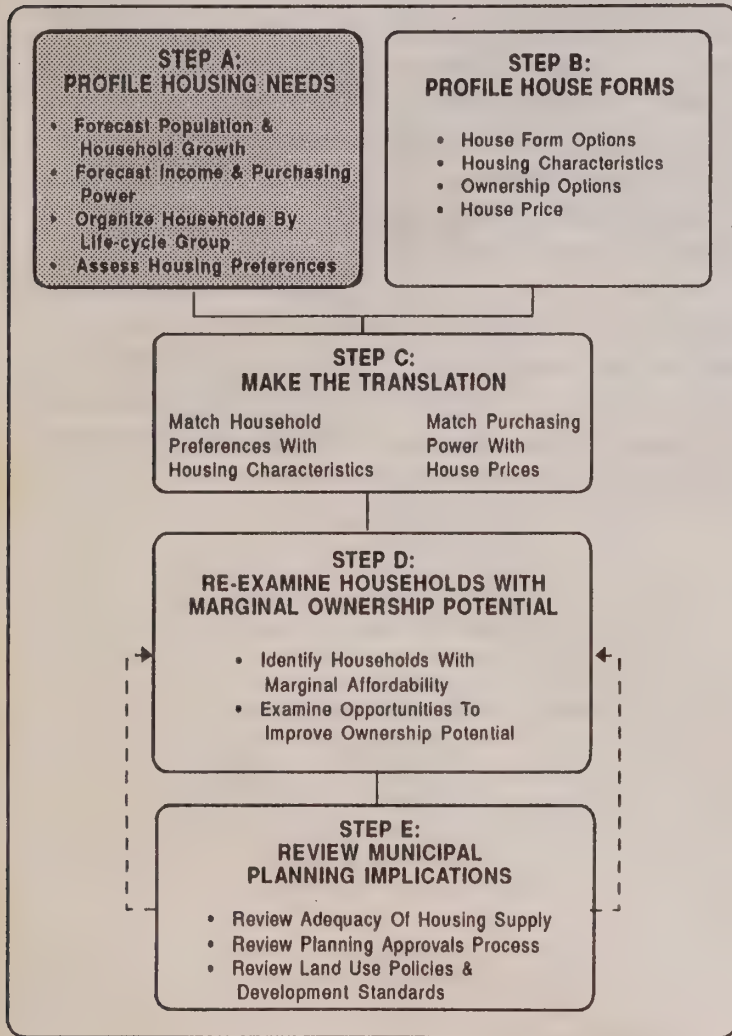 STEP A:
PROFILE HOUSING NEEDS
• Forecast Population &
Household Growth
• Forecast Income & Purchasing
Power
• Organize Households By
Life-cycle Group
• Assess Housing Preferences
STEP B:
PROFILE HOUSE FORMS
• House Form Options
• Housing Characteristics
• Ownership Options
• House Price
STEP C:
MAKE THE TRANSLATION
Match Household
Preferences With
Housing Characteristics
Match Purchasing
Power With
House Prices
STEP D:
RE-EXAMINE HOUSEHOLDS WITH
MARGINAL OWNERSHIP POTENTIAL
• Identify Households With
Marginal Affordability
• Examine Opportunities To
Improve Ownership Potential
STEP E:
REVIEW MUNICIPAL
PLANNING IMPLICATIONS
• Review Adequacy Of Housing Supply
• Review Planning Approvals Process
• Review Land Use Policies &
Development Standards